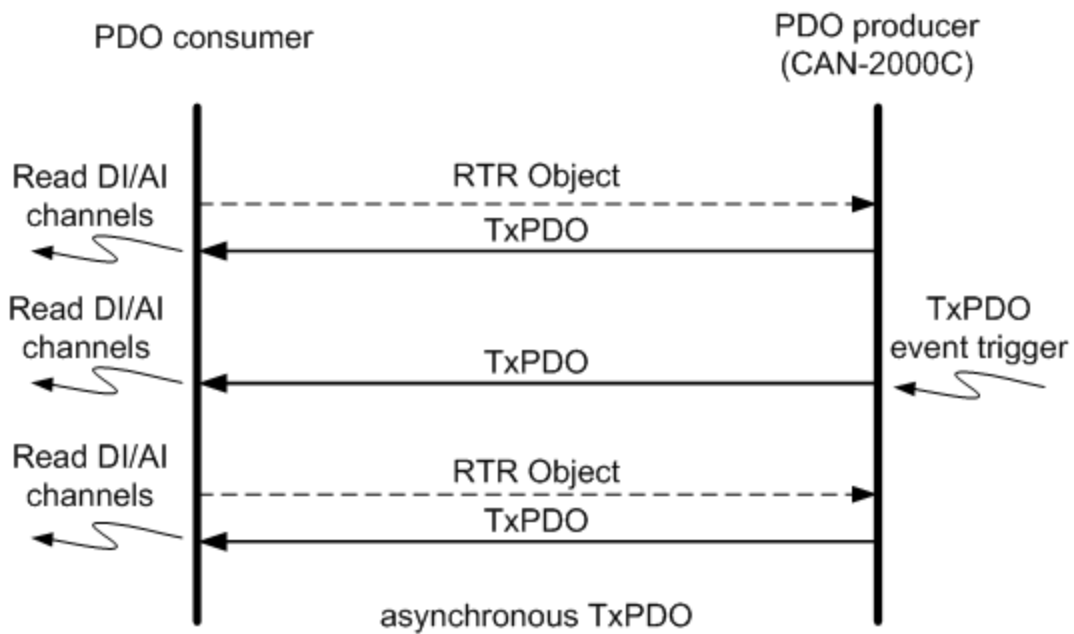 PDO consumer
PDO producer
(CAN-2000C)
Read DI/AI
channels
RTR Object
TxPDO
Read DI/AI
channels
TxPDO
TxPDO
event trigger
Read DI/AI
channels
RTR Object
TxPDO
asynchronous TxPDO